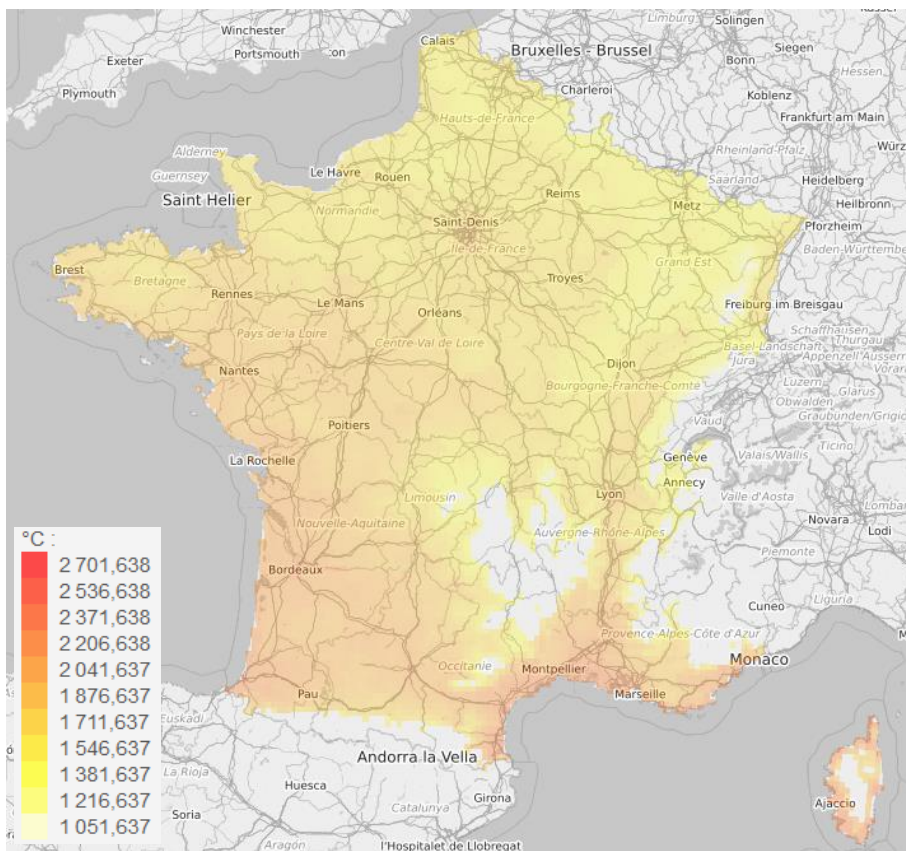 Limburg
Solingen
Winchester
Calais
Bruxelles - Brussel
Siegen
Exeter
Portsmouth
Bonn
Hessen
Plymouth
Charleroi
Koblenz
Hauts-de-France
Frankfurt am Main
Alderney
Rheinland-Pfalz
Würz
Guernsey
Le Havre
Rouen
Reims
Saarland
Heidelberg
Saint Helier
Normandie
Saint-Denis
Metz
Heilbronn
Pforzheim
Île-de-France
Baden-Württember
Brest
Bretagne
Troyes
Grand Est
Rennes
Le Mans
Orléans
Freiburg im Breisgau
Pays de la Loire
Centre-Val de Loire
Schaffhausen
Thurgau
Basel-Landschaft
Appenzell Ausserr
Jura
Nantes
Dijon
Luzern
Vorar
Bourgogne-Franche-Comté
Obwalden
Glarus
Graubünden/Grigio
Poitiers
Vaud
Ticino
La Rochelle
Genève
Valais/Wallis
Annecy
Limousin
Lyon
Valle d'Aosta
Lombar
Nouvelle-Aquitaine
Auvergne-Rhône-Alpes
Novara
Lodi
Piemonte
Bordeaux
Cuneo
Liguria
Provence-Alpes-Côte d'Azur
Occitanie
Montpellier
Monaco
Pau
Marseille
Euskadi
Andorra la Vella
La Rioja
Huesca
Girona
Catalunya
Soria
Ajaccio
Aragón
l'Hospitalet de Llobregat
°C :
2 701,638
2 536,638
2 371,638
2 206,638
2 041,637
1 876,637
1 711,637
1 546,637
1 381,637
1 216,637
1 051,637